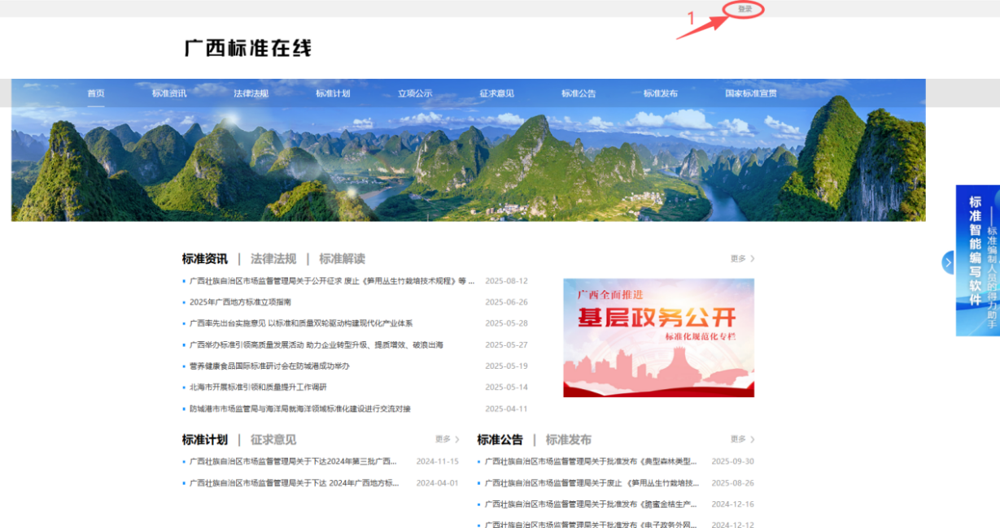 登录
1
广西标准在线
首页 标准资讯 法律法规 标准计划 立项公示 征求意见 标准公告 标准发布 国家标准宣贯
标准智能编写软件
——标准编制人员的得力助手
标准资讯 | 法律法规 | 标准解读 更多
广西壮族自治区市场监督管理局关于公开征求 废止《笋用丛生竹栽培技术规程》等 ... 2025-08-12
2025年广西地方标准立项指南 2025-06-26
广西率先出台实施意见 以标准和质量双轮驱动构建现代化产业体系 2025-05-28
广西举办标准引领高质量发展活动 助力企业转型升级、提质增效、破浪出海 2025-05-27
营养健康食品国际标准研讨会在防城港成功举办 2025-05-19
北海市开展标准引领和质量提升工作调研 2025-05-14
防城港市市场监管局与海洋局就海洋领域标准化建设进行交流对接 2025-04-11
广西全面推进
基层政务公开
标准化规范化专栏
标准计划 | 征求意见 更多
广西壮族自治区市场监督管理局关于下达2024年第三批广西... 2024-11-15
广西壮族自治区市场监督管理局关于下达 2024年广西地方标... 2024-04-01
标准公告 | 标准发布 更多
广西壮族自治区市场监督管理局关于批准发布《典型森林类型... 2025-09-30
广西壮族自治区市场监督管理局关于废止 《笋用丛生竹栽培技... 2025-08-26
广西壮族自治区市场监督管理局关于批准发布《脆蜜金桔生产... 2024-12-16
广西壮族自治区市场监督管理局关于批准发布《电子政务外网... 2024-12-12